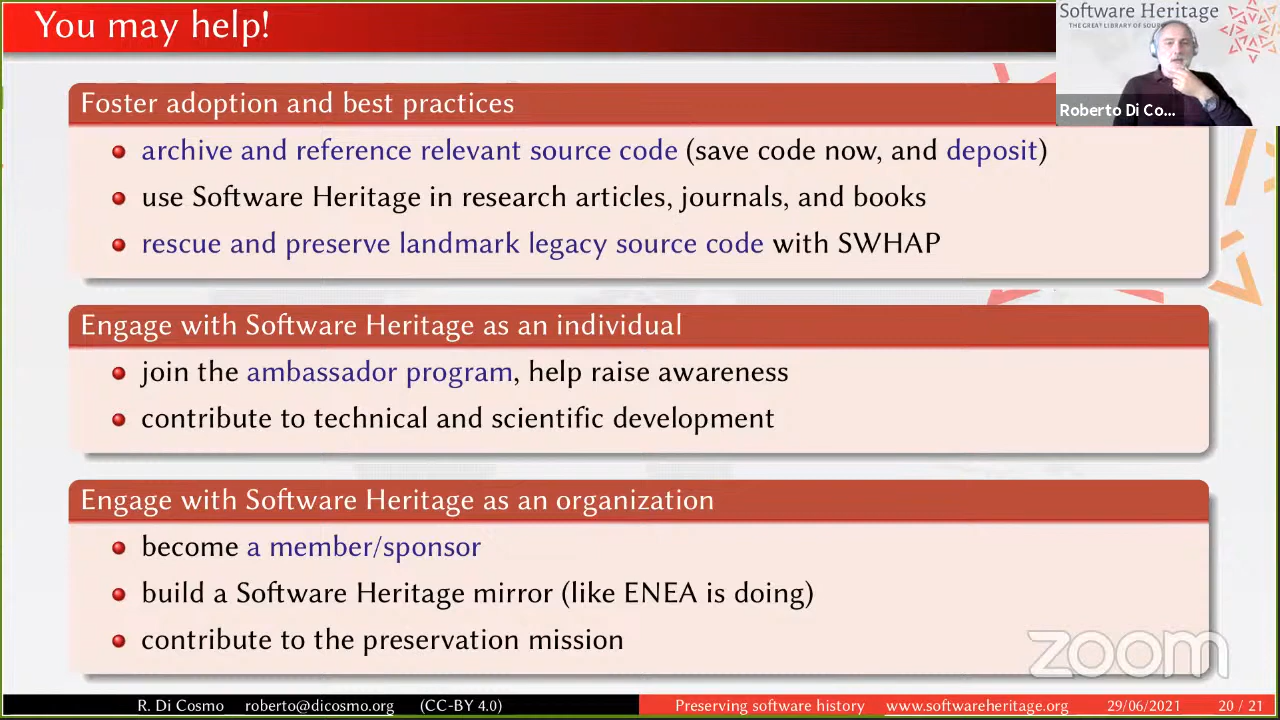 You may help!
Software Heritage
THE GREAT LIBRARY OF SOUR
Roberto Di Co...
Foster adoption and best practices
archive and reference relevant source code (save code now, and deposit)
use Software Heritage in research articles, journals, and books
rescue and preserve landmark legacy source code with SWHAP
Engage with Software Heritage as an individual
join the ambassador program, help raise awareness
contribute to technical and scientific development
Engage with Software Heritage as an organization
become a member/sponsor
build a Software Heritage mirror (like ENEA is doing)
contribute to the preservation mission
zoom
R. Di Cosmo roberto@dicosmo.org (CC-BY 4.0) Preserving software history www.softwareheritage.org 29/06/2021 20 / 21